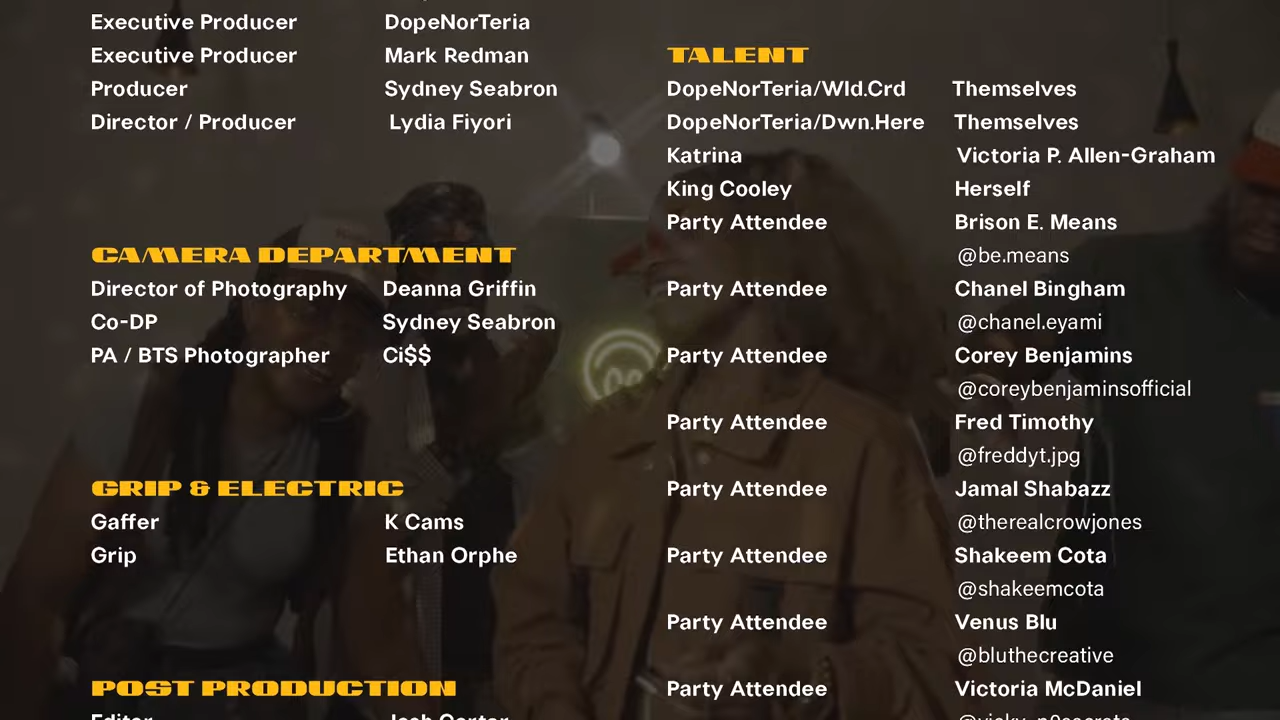 Executive Producer DopeNorTeria
Executive Producer Mark Redman
Producer Sydney Seabron
Director / Producer Lydia Fiyori
CAMERA DEPARTMENT
Director of Photography Deanna Griffin
Co-DP Sydney Seabron
PA / BTS Photographer Ci$$
GRIP & ELECTRIC
Gaffer K Cams
Grip Ethan Orphe
POST PRODUCTION
TALENT
DopeNorTeria/Wld.Crd Themselves
DopeNorTeria/Dwn.Here Themselves
Katrina Victoria P. Allen-Graham
King Cooley Herself
Party Attendee Brison E. Means
@be.means
Party Attendee Chanel Bingham
@chanel.eyami
Party Attendee Corey Benjamins
@coreybenjaminsofficial
Party Attendee Fred Timothy
@freddyt.jpg
Party Attendee Jamal Shabazz
@therealcrowjones
Party Attendee Shakeem Cota
@shakeemcota
Party Attendee Venus Blu
@bluthecreative
Party Attendee Victoria McDaniel